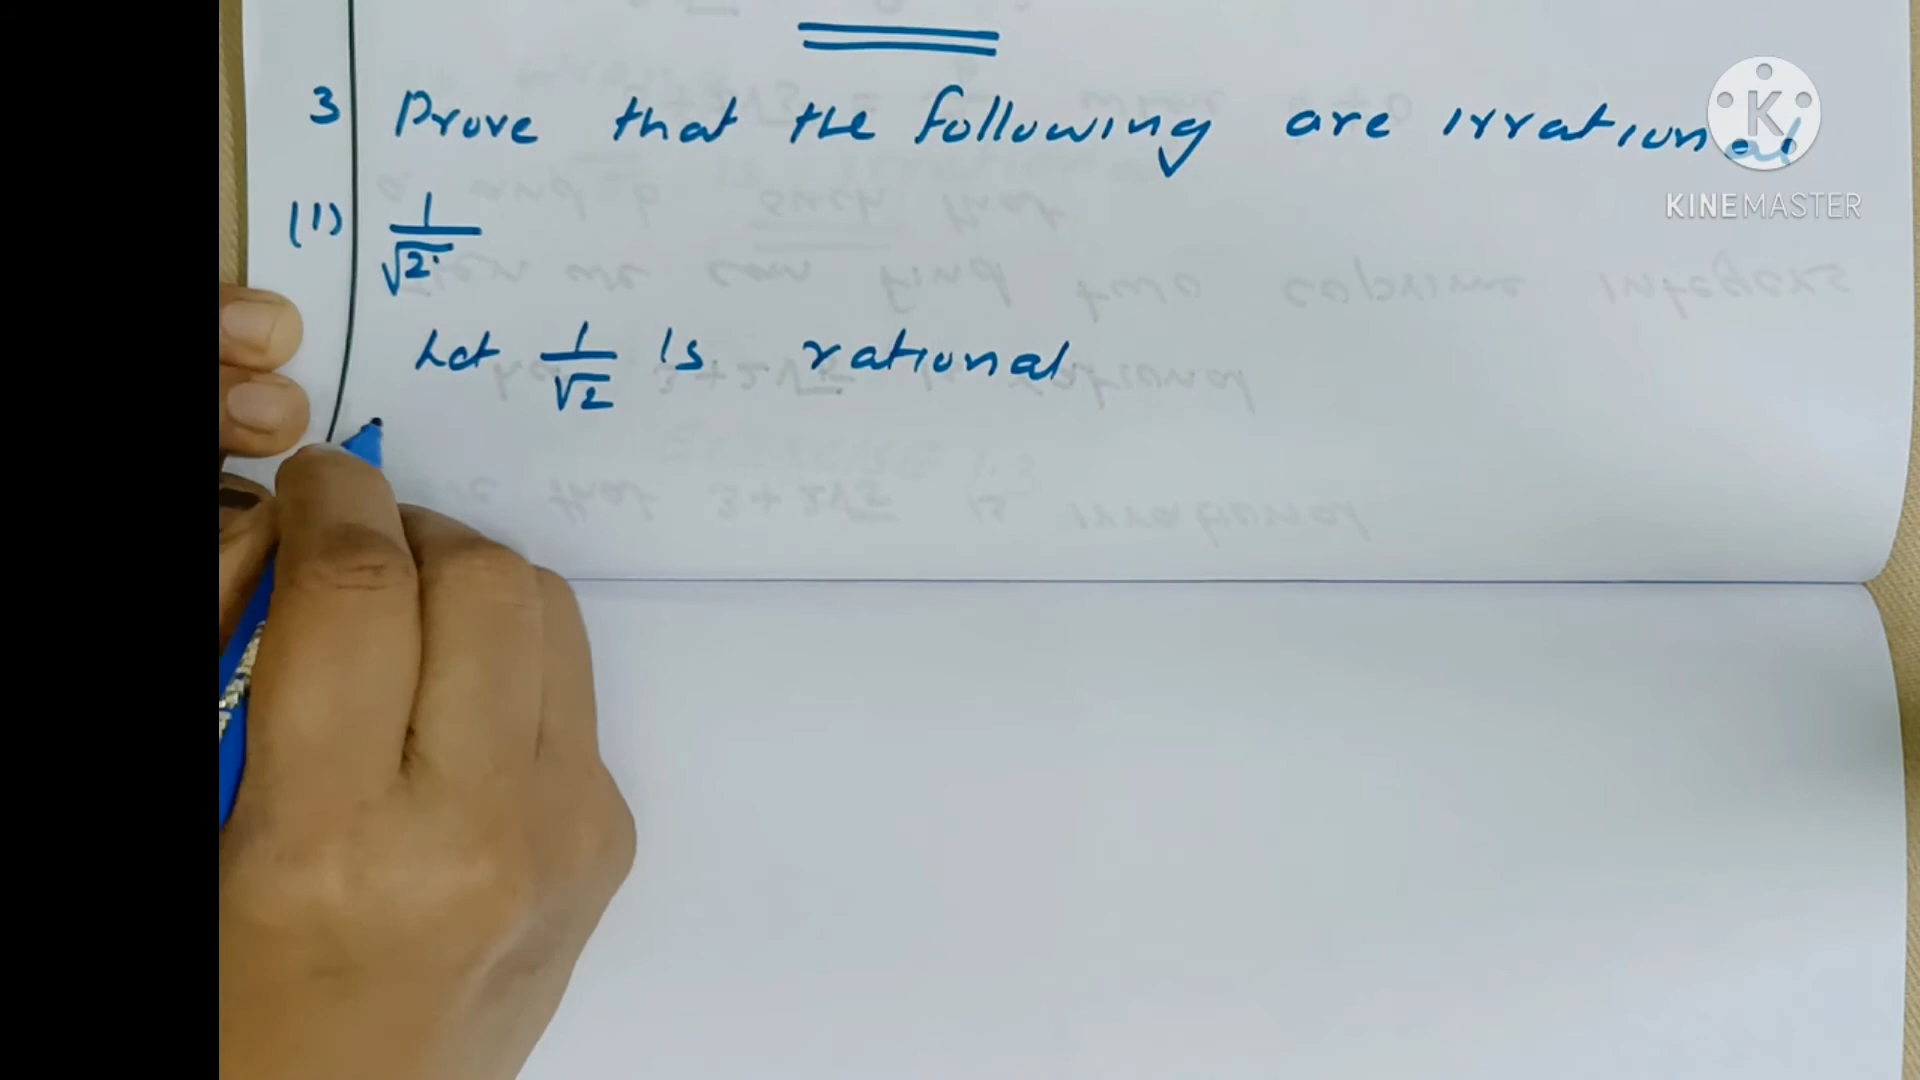 3 Prove that the following are irrational
(1) 1/√2
Let 1/√2 is rational
KINEMASTER